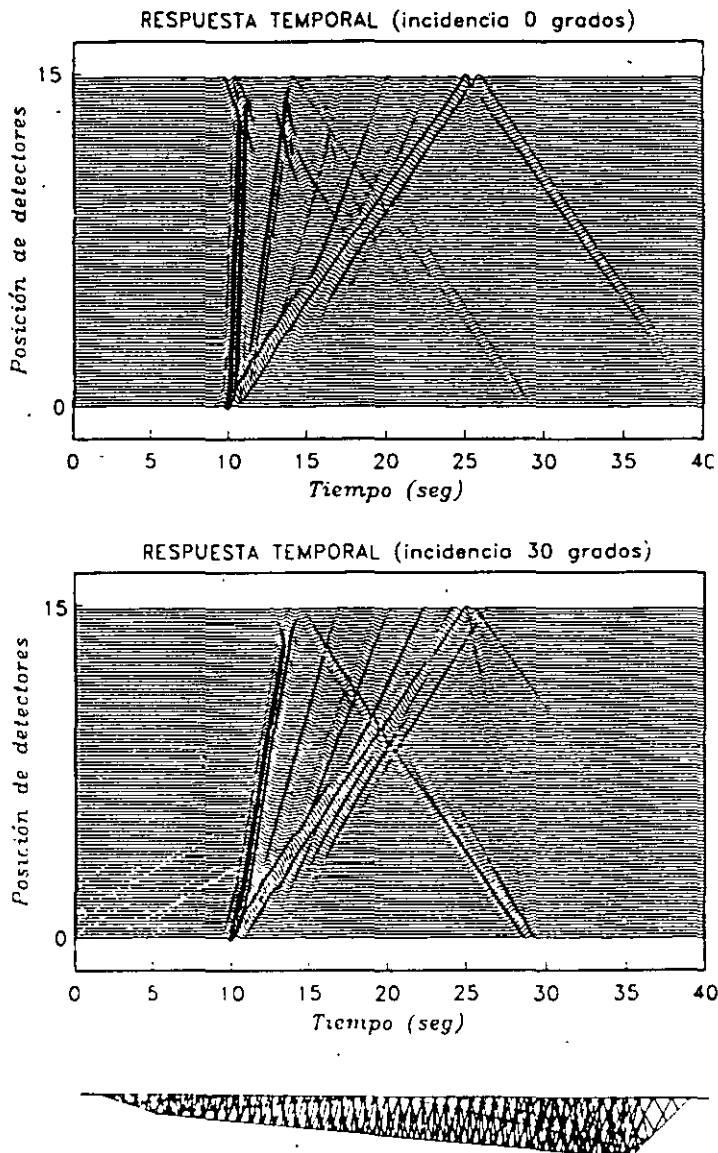 RESPUESTA TEMPORAL (incidencia 0 grados)
15
Posición de detectores
0
0 5 10 15 20 25 30 35 40
Tiempo (seg)
RESPUESTA TEMPORAL (incidencia 30 grados)
15
Posición de detectores
0
0 5 10 15 20 25 30 35 40
Tiempo (seg)